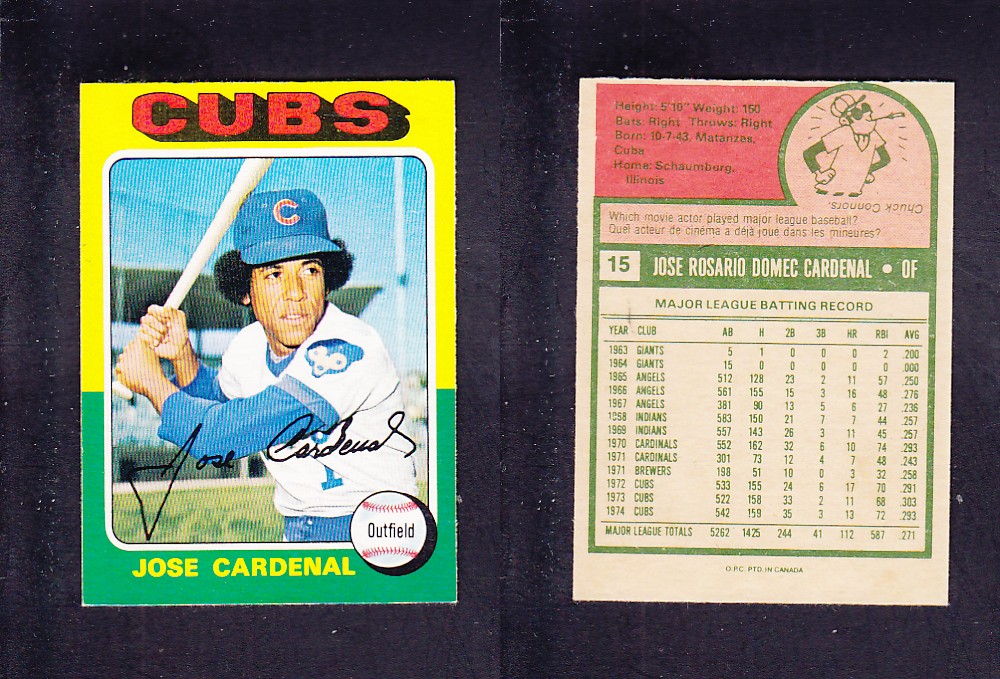 CUBS
C
Jose Cardenal
1
Outfield
JOSE CARDENAL
Height: 5'10" Weight: 150
Bats: Right Throws: Right
Born: 10-7-43, Matanzas,
Cuba
Home: Schaumburg,
Illinois
Chuck Connors.
Which movie actor played major league baseball?
Quel acteur de cinéma a déjà joué dans les mineures?
15 JOSE ROSARIO DOMEC CARDENAL • OF
MAJOR LEAGUE BATTING RECORD
YEAR CLUB AB H 2B 3B HR RBI AVG
1963 GIANTS 5 1 0 0 0 2 .200
1964 GIANTS 15 0 0 0 0 0 .000
1965 ANGELS 512 128 23 2 11 57 .250
1966 ANGELS 561 155 15 3 16 48 .276
1967 ANGELS 381 90 13 5 6 27 .236
1968 INDIANS 583 150 21 7 7 44 .257
1969 INDIANS 557 143 26 3 11 45 .257
1970 CARDINALS 552 162 32 6 10 74 .293
1971 CARDINALS 301 73 12 4 7 48 .243
1971 BREWERS 198 51 10 0 3 32 .258
1972 CUBS 533 155 24 6 17 70 .291
1973 CUBS 522 158 33 2 11 68 .303
1974 CUBS 542 159 35 3 13 72 .293
MAJOR LEAGUE TOTALS 5262 1425 244 41 112 587 .271
O.P.C. PTD. IN CANADA